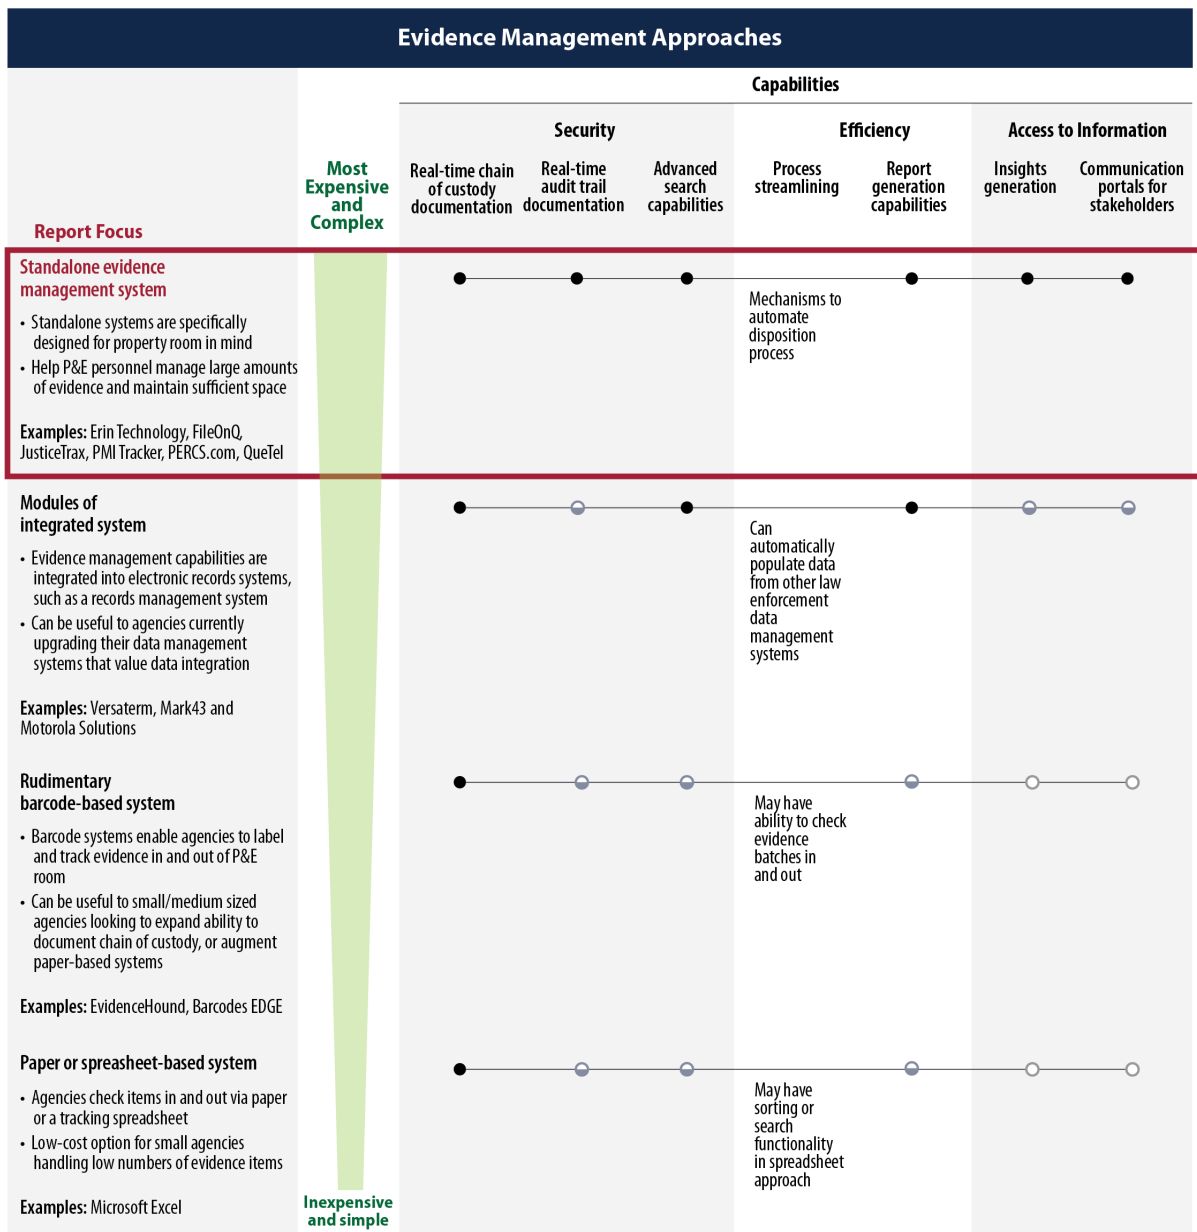 Evidence Management Approaches
Capabilities
Security
Efficiency
Access to Information
Report Focus
Most
Expensive
and
Complex
Real-time chain
of custody
documentation
Real-time
audit trail
documentation
Advanced
search
capabilities
Process
streamlining
Report
generation
capabilities
Insights
generation
Communication
portals for
stakeholders
Standalone evidence
management system
• Standalone systems are specifically
designed for property room in mind
• Help P&E personnel manage large amounts
of evidence and maintain sufficient space
Examples: Erin Technology, FileOnQ,
JusticeTrax, PMI Tracker, PERCS.com, QueTel
Mechanisms to
automate
disposition
process
Modules of
integrated system
• Evidence management capabilities are
integrated into electronic records systems,
such as a records management system
• Can be useful to agencies currently
upgrading their data management
systems that value data integration
Examples: Versaterm, Mark43 and
Motorola Solutions
Can
automatically
populate data
from other law
enforcement
data
management
systems
Rudimentary
barcode-based system
• Barcode systems enable agencies to label
and track evidence in and out of P&E
room
• Can be useful to small/medium sized
agencies looking to expand ability to
document chain of custody, or augment
paper-based systems
Examples: EvidenceHound, Barcodes EDGE
May have
ability to check
evidence
batches in
and out
Paper or spreasheet-based system
• Agencies check items in and out via paper
or a tracking spreadsheet
• Low-cost option for small agencies
handling low numbers of evidence items
Examples: Microsoft Excel
May have
sorting or
search
functionality
in spreadsheet
approach
Inexpensive
and simple